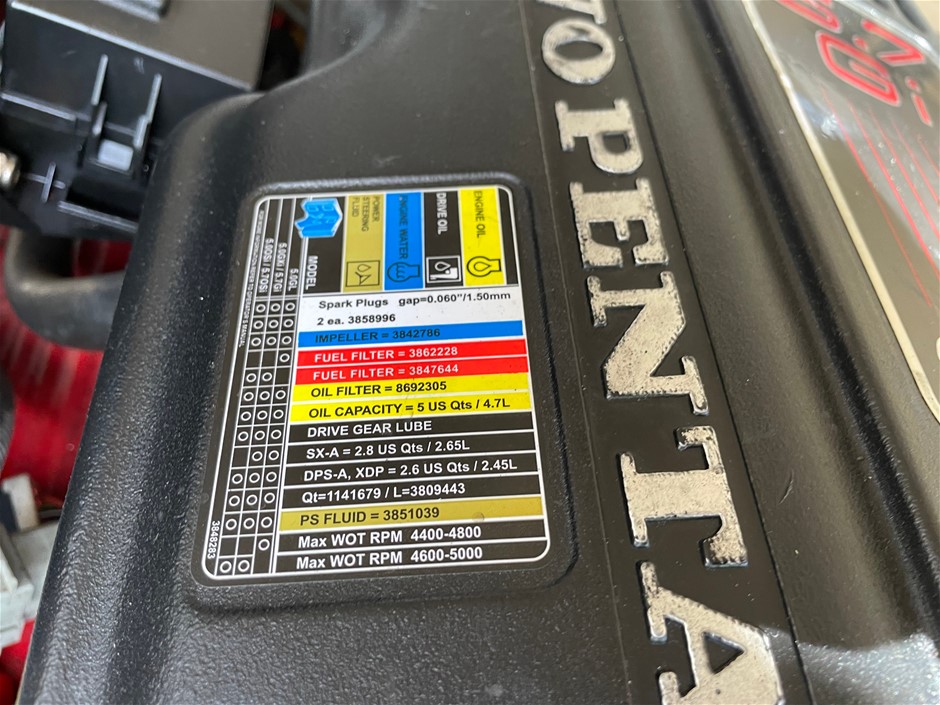 VO PENTA
ENGINE OIL
DRIVE OIL
ENGINE WATER
POWER
STEERING
FLUID
MODEL
5.0GL
5.0GXi / 5.7Gi
5.0OSi / 5.7OSi
Spark Plugs gap=0.060"/1.50mm
2 ea. 3858996
IMPELLER = 3842786
FUEL FILTER = 3862228
FUEL FILTER = 3847644
OIL FILTER = 8692305
OIL CAPACITY = 5 US Qts / 4.7L
DRIVE GEAR LUBE
SX-A = 2.8 US Qts / 2.65L
DPS-A, XDP = 2.6 US Qts / 2.45L
Qt=1141679 / L=3809443
PS FLUID = 3851039
Max WOT RPM 4400-4800
Max WOT RPM 4600-5000
3848283